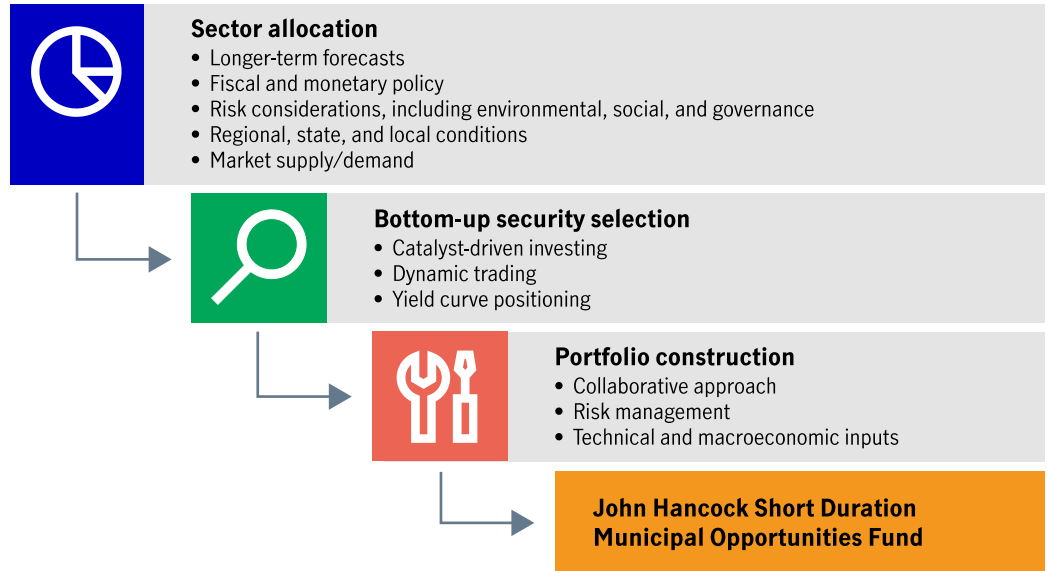 Sector allocation
• Longer-term forecasts
• Fiscal and monetary policy
• Risk considerations, including environmental, social, and governance
• Regional, state, and local conditions
• Market supply/demand
Bottom-up security selection
• Catalyst-driven investing
• Dynamic trading
• Yield curve positioning
Portfolio construction
• Collaborative approach
• Risk management
• Technical and macroeconomic inputs
John Hancock Short Duration
Municipal Opportunities Fund